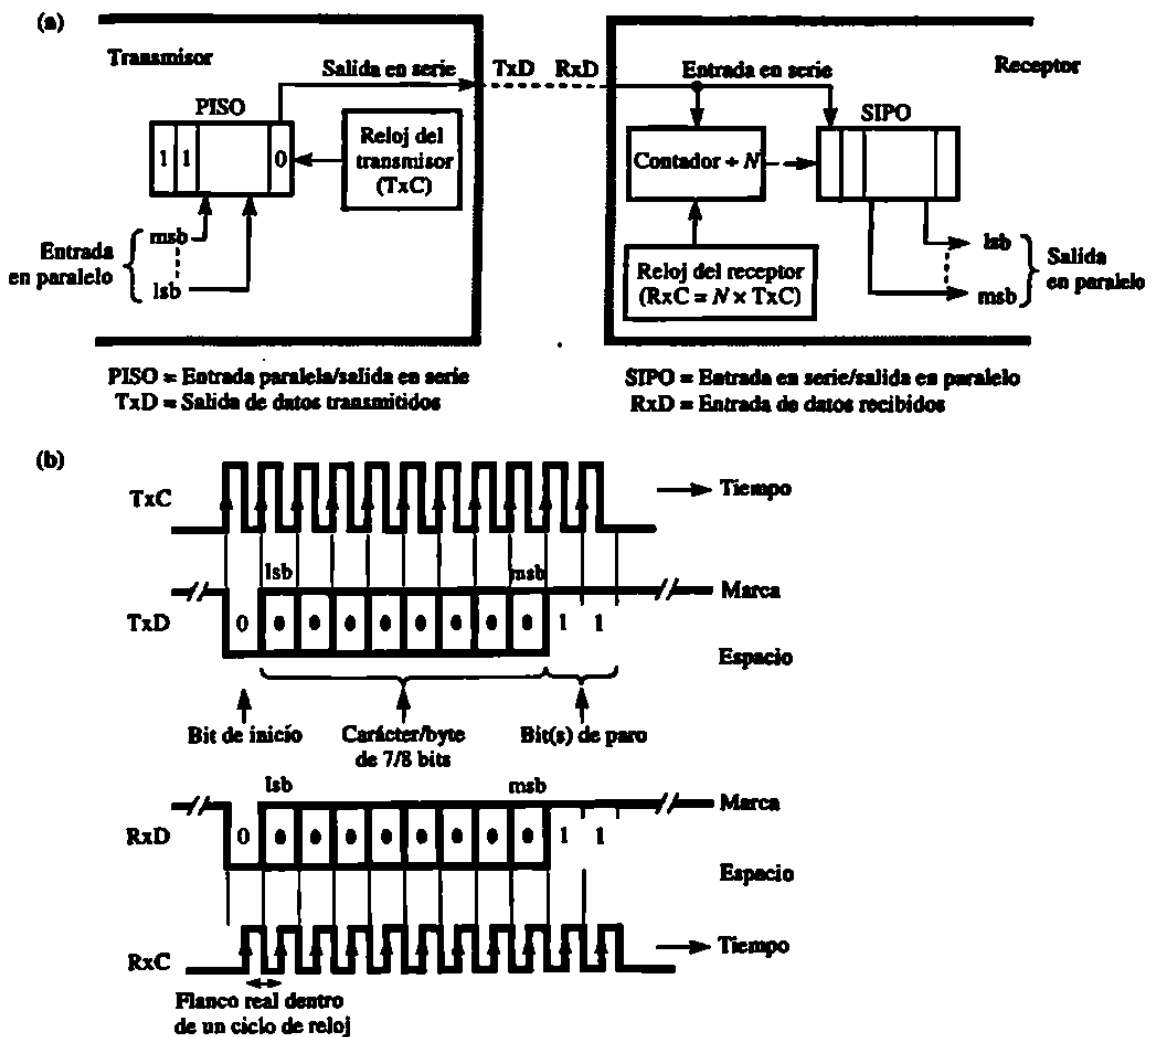 (a)
Transmisor
Salida en serie
TxD RxD
Entrada en serie
Receptor
PISO
SIPO
1 1 0
Reloj del
transmisor
(TxC)
Contador ÷ N
msb
lsb
Entrada
en paralelo
Reloj del receptor
(RxC = N × TxC)
lsb
msb
Salida
en paralelo
PISO = Entrada paralela/salida en serie
TxD = Salida de datos transmitidos
SIPO = Entrada en serie/salida en paralelo
RxD = Entrada de datos recibidos
(b)
TxC
Tiempo
lsb msb
Marca
TxD
0 1 1
Espacio
Bit de inicio
Carácter/byte
de 7/8 bits
Bit(s) de paro
lsb msb
Marca
RxD
0 1 1
Espacio
RxC
Tiempo
Flanco real dentro
de un ciclo de reloj